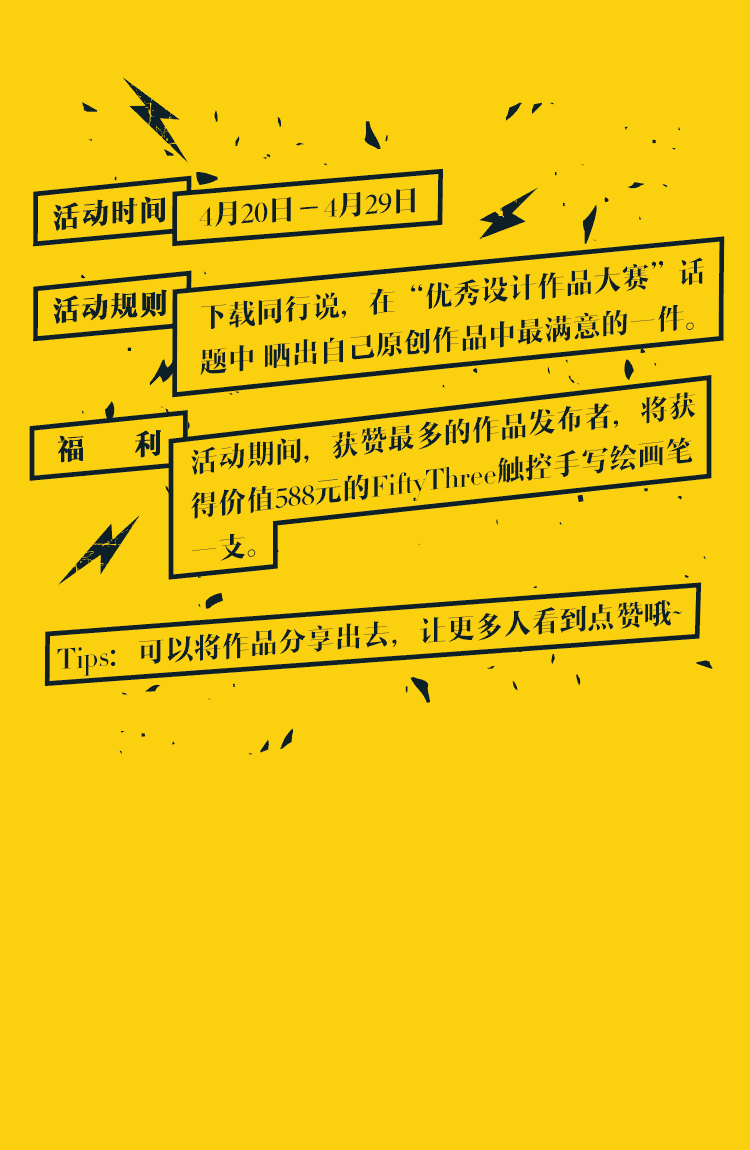 活动时间
4月20日－4月29日
活动规则
下载同行说，在“优秀设计作品大赛”话
题中 晒出自己原创作品中最满意的一件。
福 利
活动期间，获赞最多的作品发布者，将获
得价值588元的FiftyThree触控手写绘画笔
一支。
Tips：可以将作品分享出去，让更多人看到点赞哦~